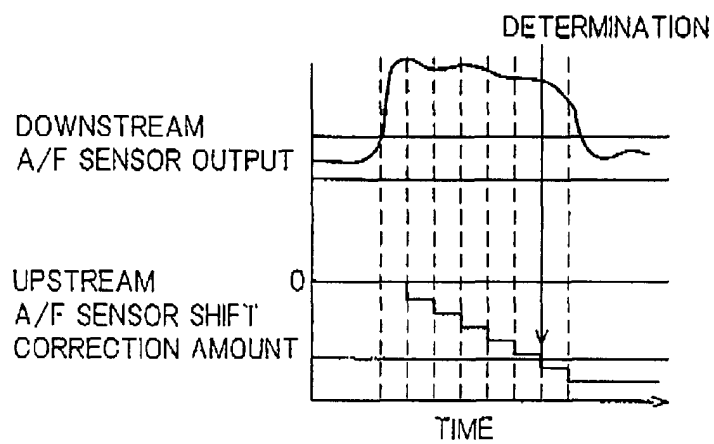 DETERMINATION
DOWNSTREAM
A/F SENSOR OUTPUT
UPSTREAM
A/F SENSOR SHIFT
CORRECTION AMOUNT
0
TIME